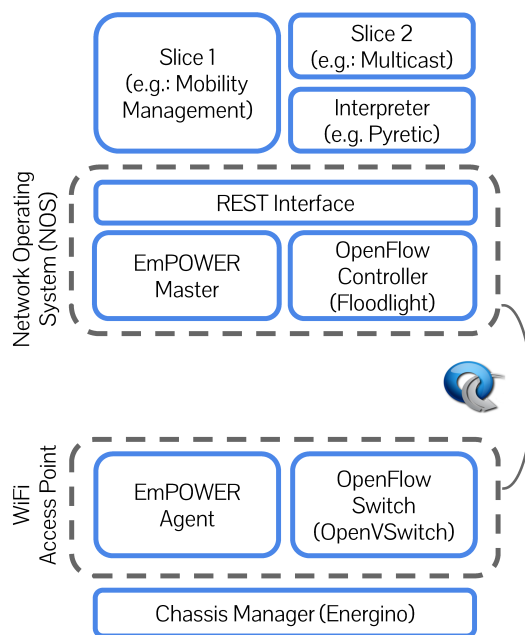 Slice 1
(e.g.: Mobility
Management)
Slice 2
(e.g.: Multicast)
Interpreter
(e.g. Pyretic)
Network Operating
System (NOS)
REST Interface
EmPOWER
Master
OpenFlow
Controller
(Floodlight)
WiFi
Access Point
EmPOWER
Agent
OpenFlow
Switch
(OpenVSwitch)
Chassis Manager (Energino)